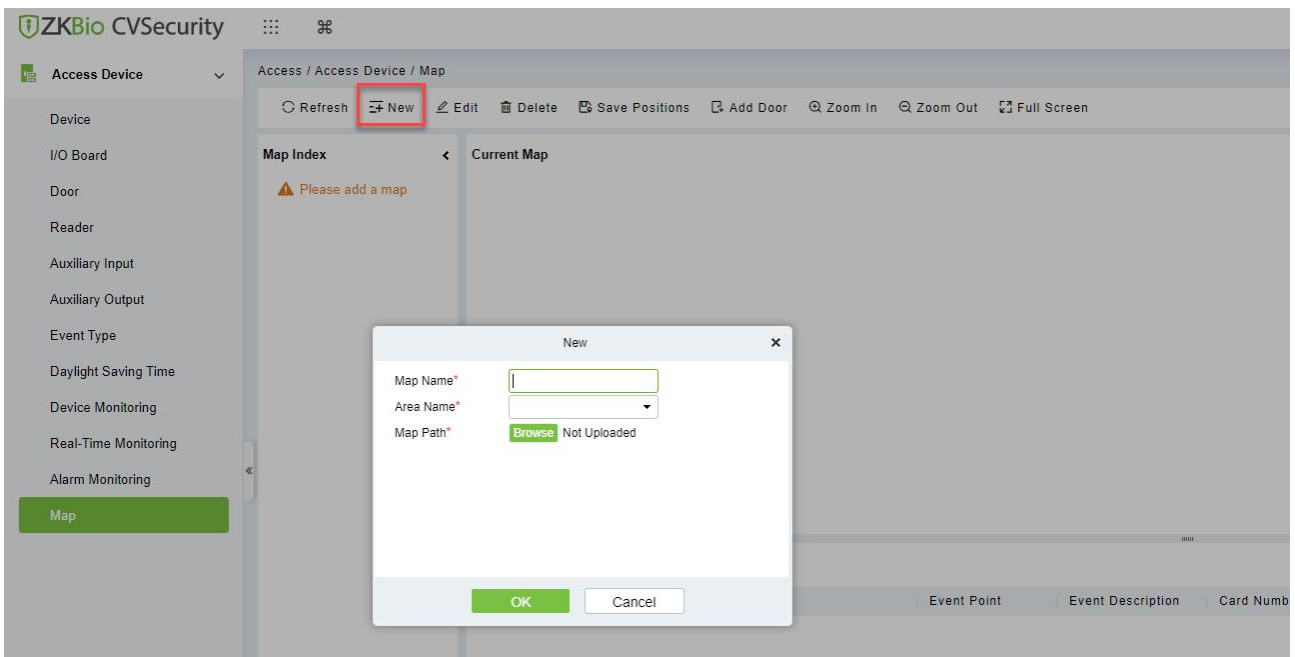 ZKBio CVSecurity
Access Device
Access / Access Device / Map
Refresh New Edit Delete Save Positions Add Door Zoom In Zoom Out Full Screen
Device
I/O Board
Door
Reader
Auxiliary Input
Auxiliary Output
Event Type
Daylight Saving Time
Device Monitoring
Real-Time Monitoring
Alarm Monitoring
Map
Map Index
Please add a map
Current Map
New
Map Name*
Area Name*
Map Path* Browse Not Uploaded
OK Cancel
Event Point Event Description Card Numb